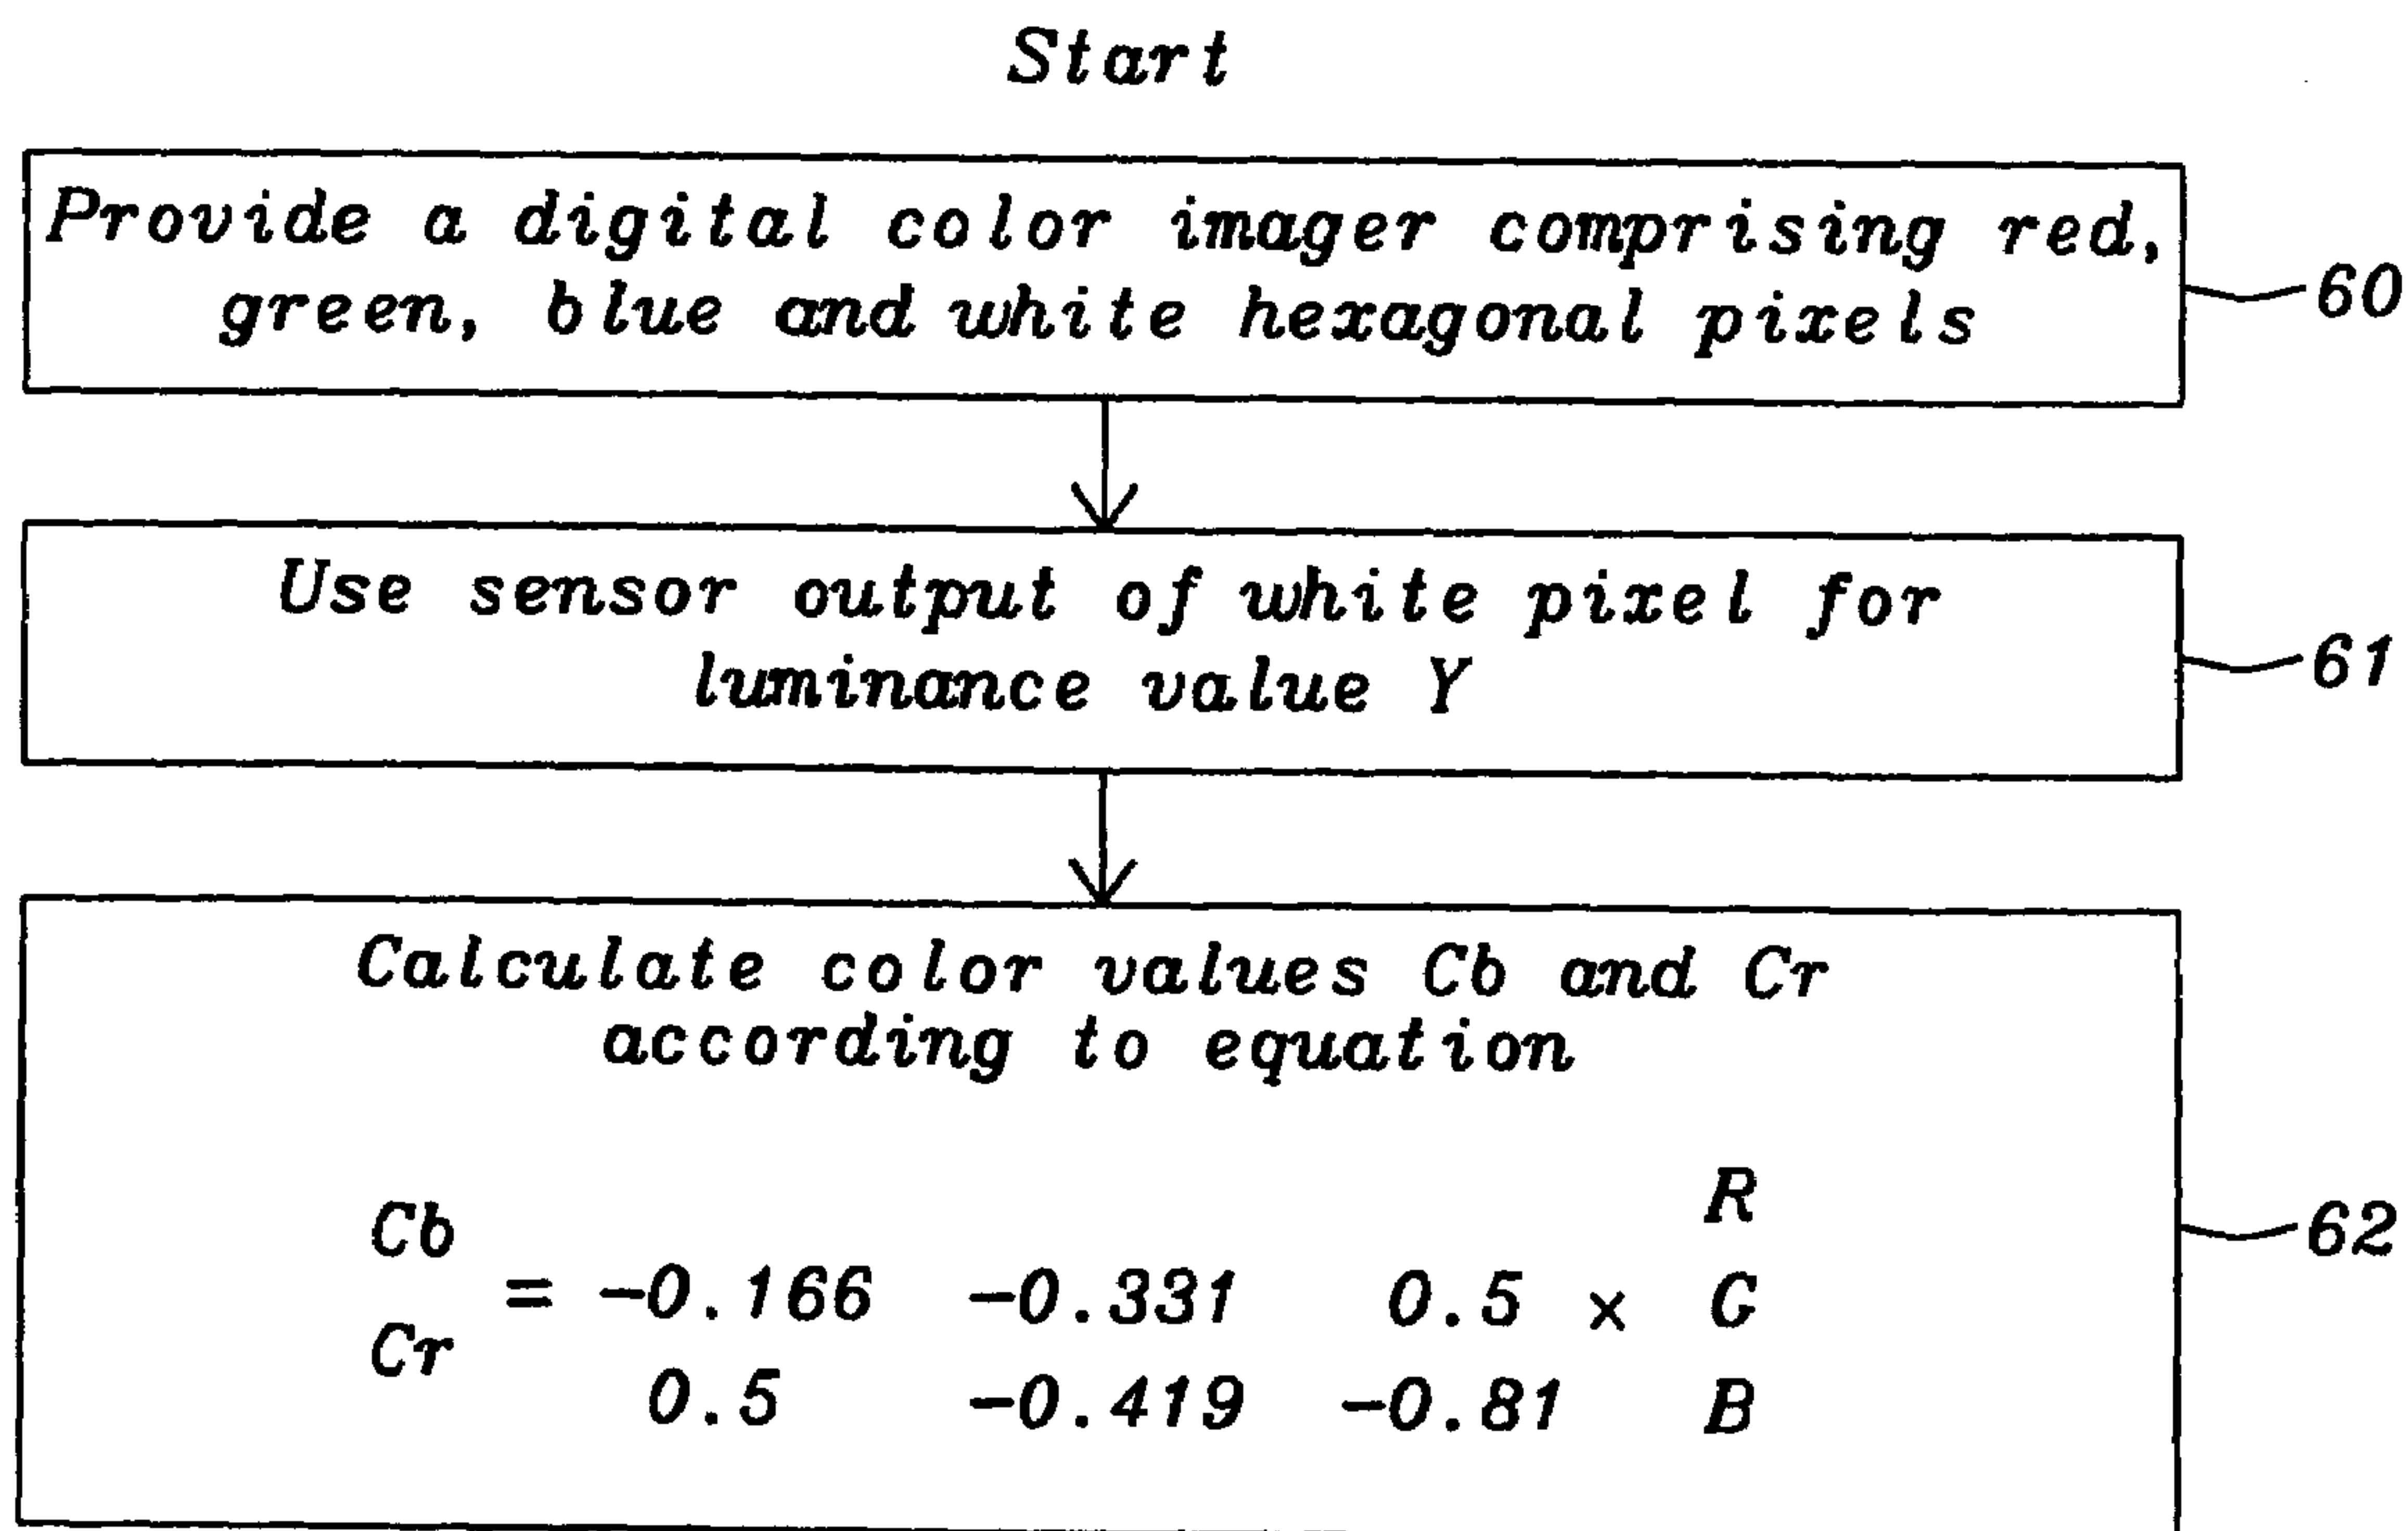 Start
Provide a digital color imager comprising red,
green, blue and white hexagonal pixels
60
Use sensor output of white pixel for
luminance value Y
61
Calculate color values Cb and Cr
according to equation
R
Cb
= -0.166 -0.331 0.5 × G
Cr
0.5 -0.419 -0.81 B
62